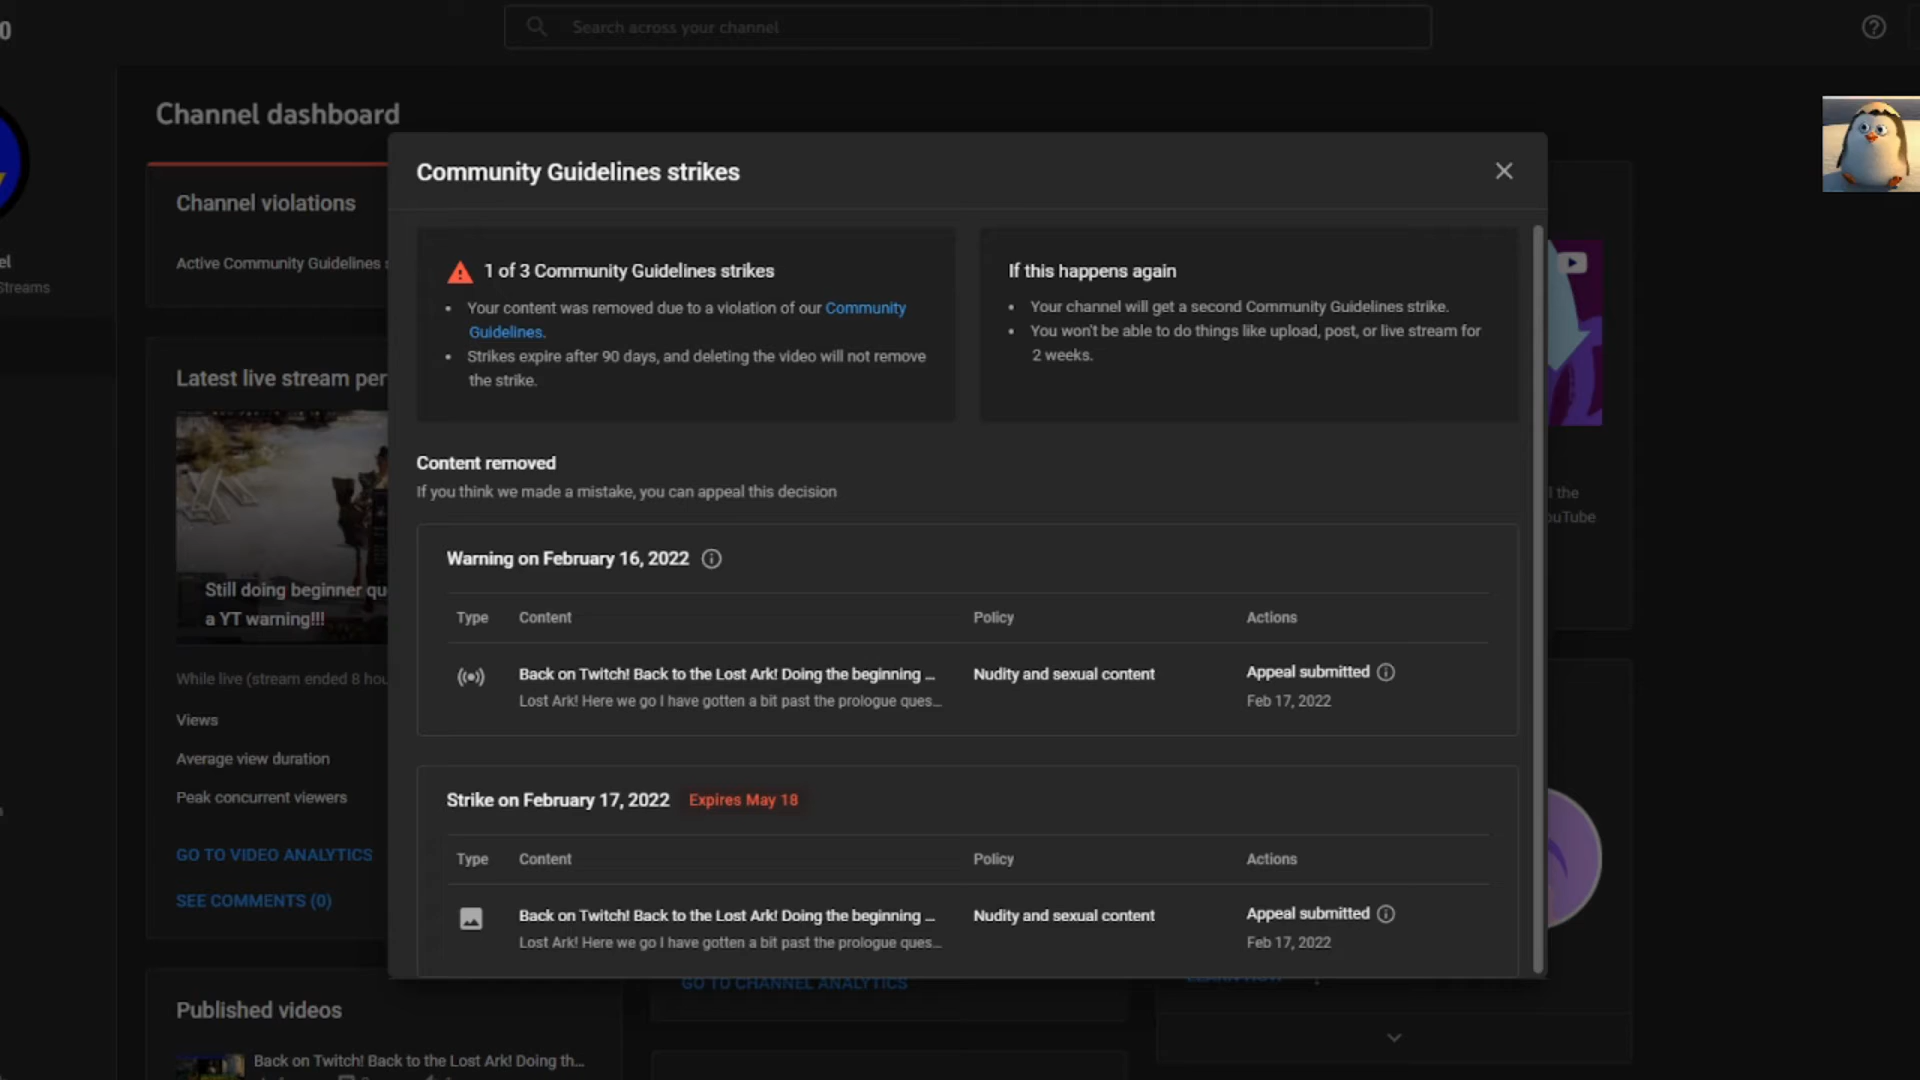 Search across your channel
Channel dashboard
Community Guidelines strikes
Channel violations
Active Community Guidelines
1 of 3 Community Guidelines strikes
• Your content was removed due to a violation of our Community
Guidelines.
• Strikes expire after 90 days, and deleting the video will not remove
the strike.
If this happens again
• Your channel will get a second Community Guidelines strike.
• You won't be able to do things like upload, post, or live stream for
2 weeks.
el
Streams
Latest live stream per
Still doing beginner qu
a YT warning!!!
While live (stream ended 8 hou
Views
Average view duration
Peak concurrent viewers
GO TO VIDEO ANALYTICS
SEE COMMENTS (0)
Content removed
If you think we made a mistake, you can appeal this decision
Warning on February 16, 2022
Type Content Policy Actions
Back on Twitch! Back to the Lost Ark! Doing the beginning ... Nudity and sexual content Appeal submitted
Lost Ark! Here we go I have gotten a bit past the prologue ques... Feb 17, 2022
Strike on February 17, 2022 Expires May 18
Type Content Policy Actions
Back on Twitch! Back to the Lost Ark! Doing the beginning ... Nudity and sexual content Appeal submitted
Lost Ark! Here we go I have gotten a bit past the prologue ques... Feb 17, 2022
the
ouTube
GO TO CHANNEL ANALYTICS
Published videos
Back on Twitch! Back to the Lost Ark! Doing th...